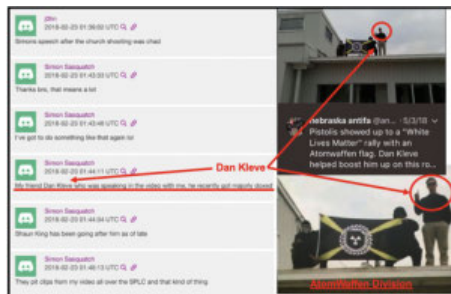 jtfin
2018-02-23 01:36:02 UTC
Simons speech after the church shooting was chad
Simon Sasquatch
2018-02-23 01:43:33 UTC
Thanks bro, that means a lot
Simon Sasquatch
2018-02-23 01:43:48 UTC
I've got to do something like that again lol
Simon Sasquatch
2018-02-23 01:44:11 UTC
My friend Dan Kleve who was speaking in the video with me, he recently got majorly doxed
Simon Sasquatch
2018-02-23 01:44:34 UTC
Shaun King has been going after him as of late
Simon Sasquatch
2018-02-23 01:46:13 UTC
They pit clips from my video all over the SPLC and that kind of thing
Dan Kleve
nebraska antifa @an... · 5/3/18
Pistolis showed up to a "White
Lives Matter" rally with an
Atomwaffen flag. Dan Kleve
helped boost him up on this ro...
AtomWaffen Division